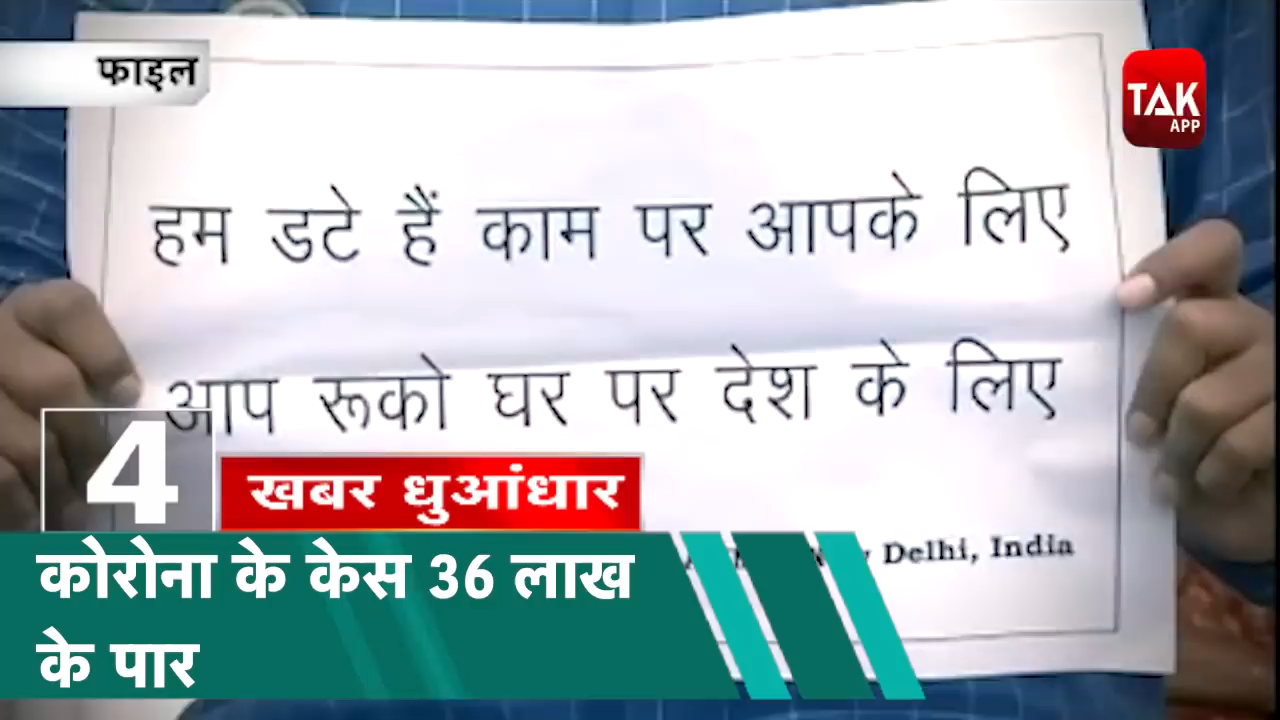 फाइल
TAK
APP
हम डटे हैं काम पर आपके लिए
आप रूको घर पर देश के लिए
Delhi, India
4
खबर धुआंधार
कोरोना के केस 36 लाख
के पार